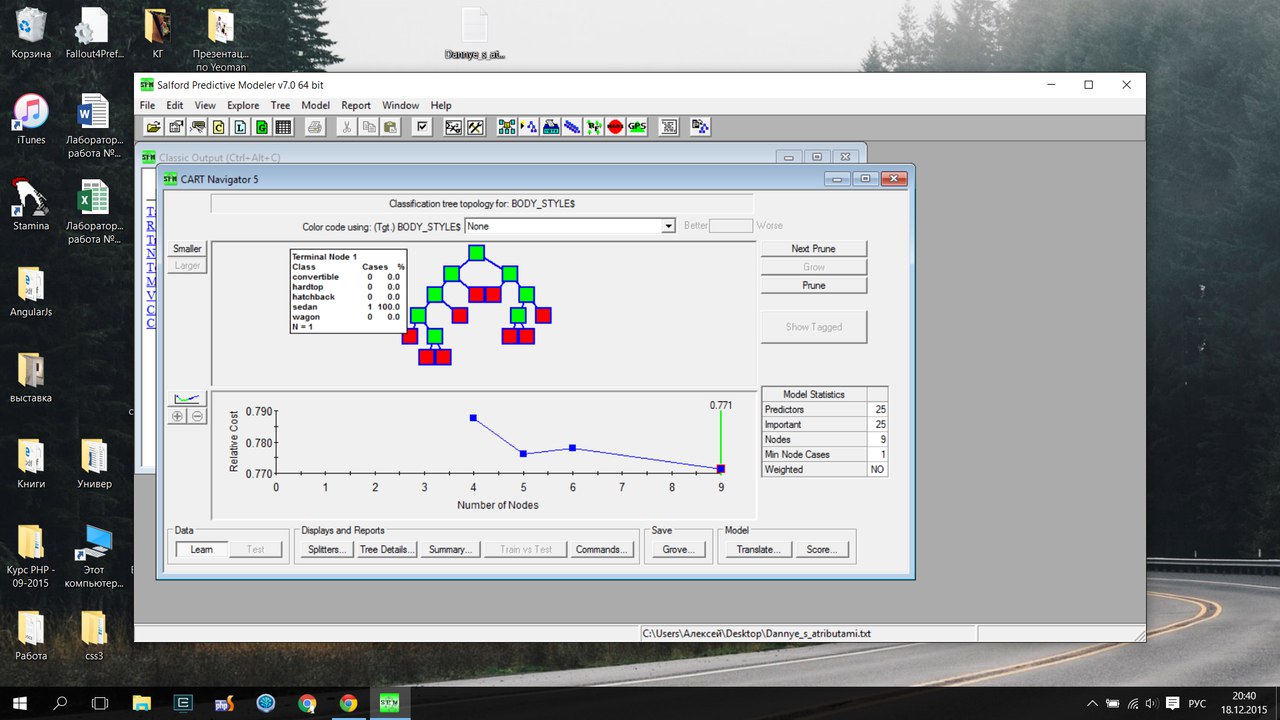 Корзина
Fallout4Pref...
КГ
Презентац...
по Yeoman
Dannye_s_at...
iTunes
Лаборатор...
работа №...
Stamina
Лаборатор...
работа №...
AngularJs
выставка
Книги
Универ
Курс PHP -
09-2015
Этот
компьютер...
Работа
css3
Salford Predictive Modeler v7.0 64 bit
File Edit View Explore Tree Model Report Window Help
Classic Output (Ctrl+Alt+C)
CART Navigator 5
Classification tree topology for: BODY_STYLE$
Color code using: (Tgt.) BODY_STYLE$ None Better Worse
Smaller
Larger
Terminal Node 1
Class Cases %
convertible 0 0.0
hardtop 0 0.0
hatchback 0 0.0
sedan 1 100.0
wagon 0 0.0
N = 1
Next Prune
Grow
Prune
Show Tagged
Relative Cost
0.790
0.780
0.770
0.771
0 1 2 3 4 5 6 7 8 9
Number of Nodes
Model Statistics
Predictors 25
Important 25
Nodes 9
Min Node Cases 1
Weighted NO
Data
Learn Test
Displays and Reports
Splitters... Tree Details... Summary... Train vs Test Commands...
Save
Grove...
Model
Translate... Score...
C:\Users\Алексей\Desktop\Dannye_s_atributami.txt
РУС
20:40
18.12.2015